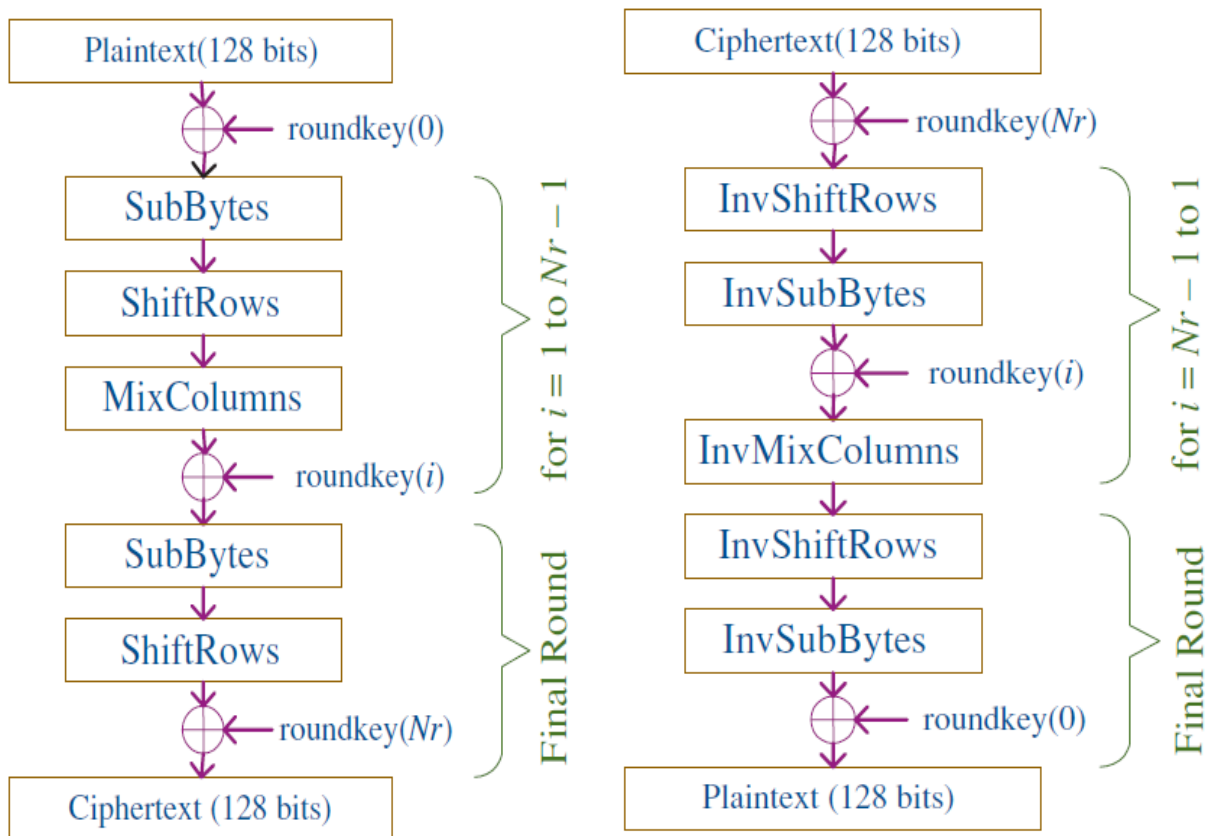 Plaintext(128 bits)
roundkey(0)
SubBytes
ShiftRows
MixColumns
roundkey(i)
for i = 1 to Nr − 1
SubBytes
ShiftRows
roundkey(Nr)
Final Round
Ciphertext (128 bits)
Ciphertext(128 bits)
roundkey(Nr)
InvShiftRows
InvSubBytes
roundkey(i)
InvMixColumns
for i = Nr − 1 to 1
InvShiftRows
InvSubBytes
roundkey(0)
Final Round
Plaintext (128 bits)